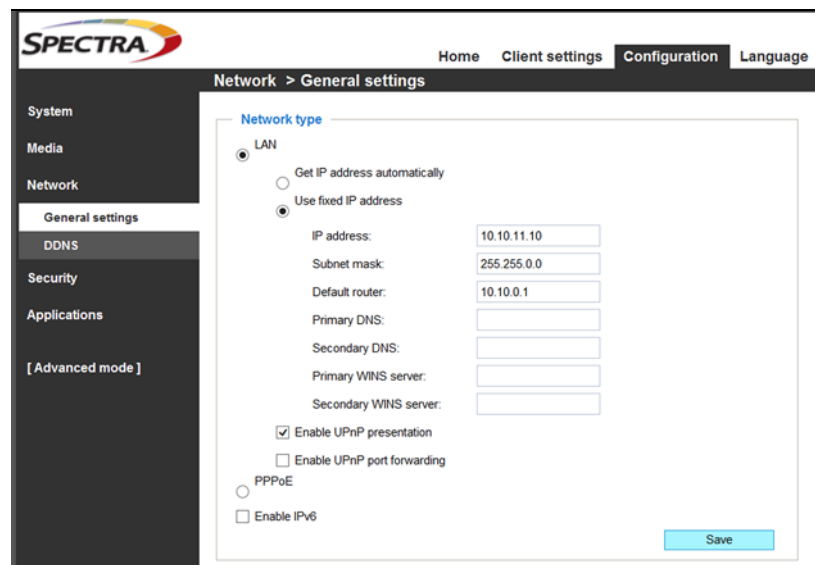 SPECTRA
Home Client settings Configuration Language
Network > General settings
System
Media
Network
General settings
DDNS
Security
Applications
[ Advanced mode ]
Network type
LAN
Get IP address automatically
Use fixed IP address
IP address: 10.10.11.10
Subnet mask: 255.255.0.0
Default router: 10.10.0.1
Primary DNS:
Secondary DNS:
Primary WINS server:
Secondary WINS server:
Enable UPnP presentation
Enable UPnP port forwarding
PPPoE
Enable IPv6
Save